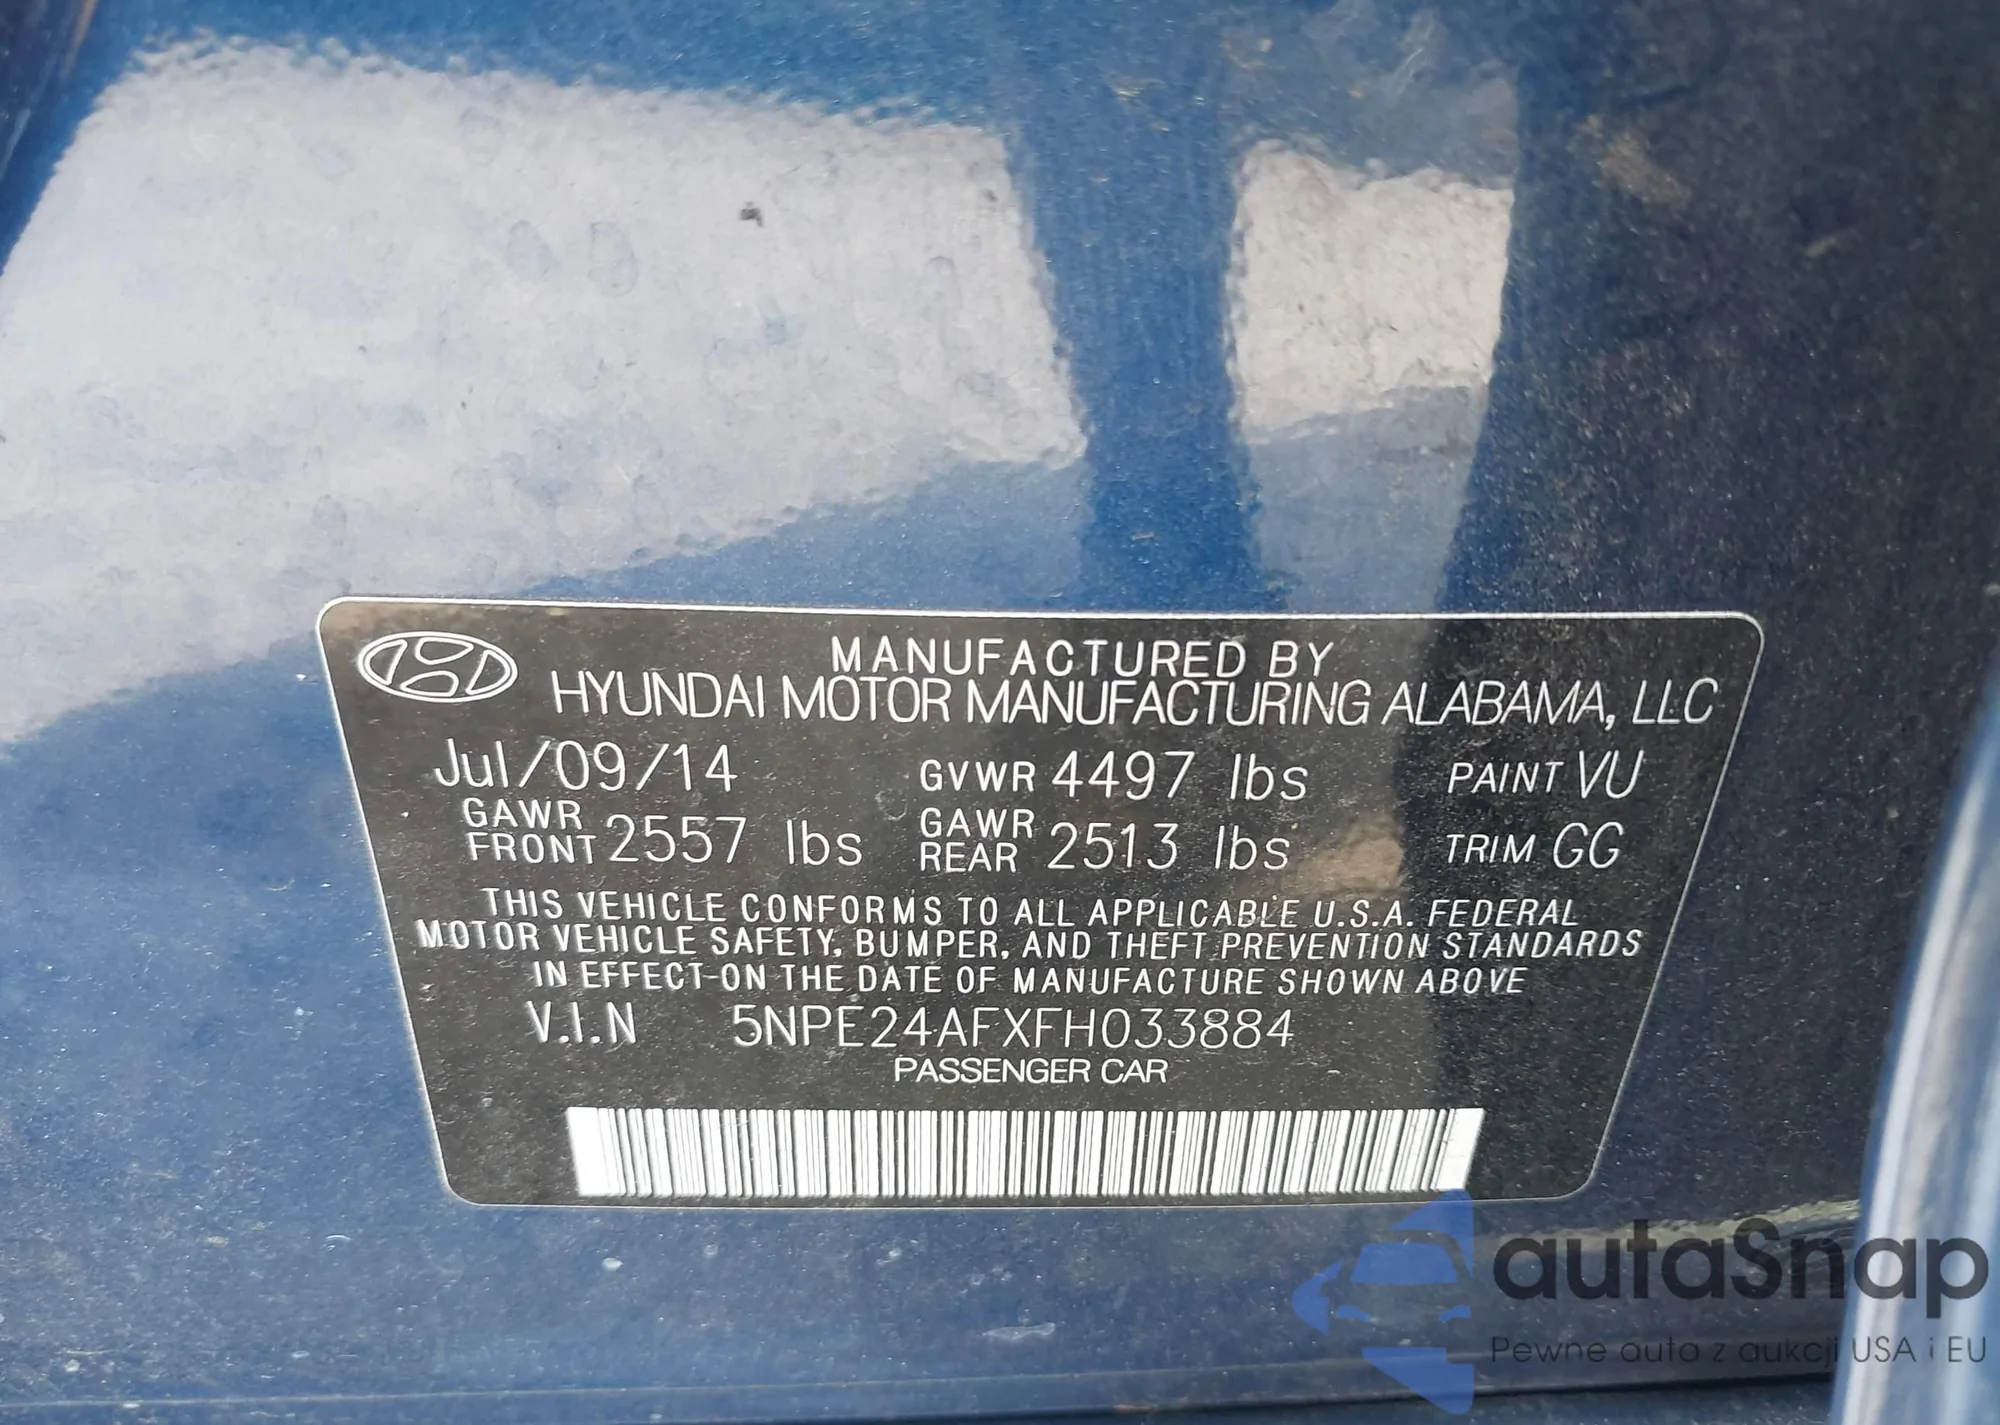 MANUFACTURED BY
HYUNDAI MOTOR MANUFACTURING ALABAMA, LLC
Jul/09/14 GVWR 4497 lbs PAINT VU
GAWR FRONT 2557 lbs GAWR REAR 2513 lbs TRIM GG
THIS VEHICLE CONFORMS TO ALL APPLICABLE U.S.A. FEDERAL
MOTOR VEHICLE SAFETY, BUMPER, AND THEFT PREVENTION STANDARDS
IN EFFECT ON THE DATE OF MANUFACTURE SHOWN ABOVE
V.I.N 5NPE24AFXFH033884
PASSENGER CAR
autaSnap
Pewne auta z aukcji USA i EU